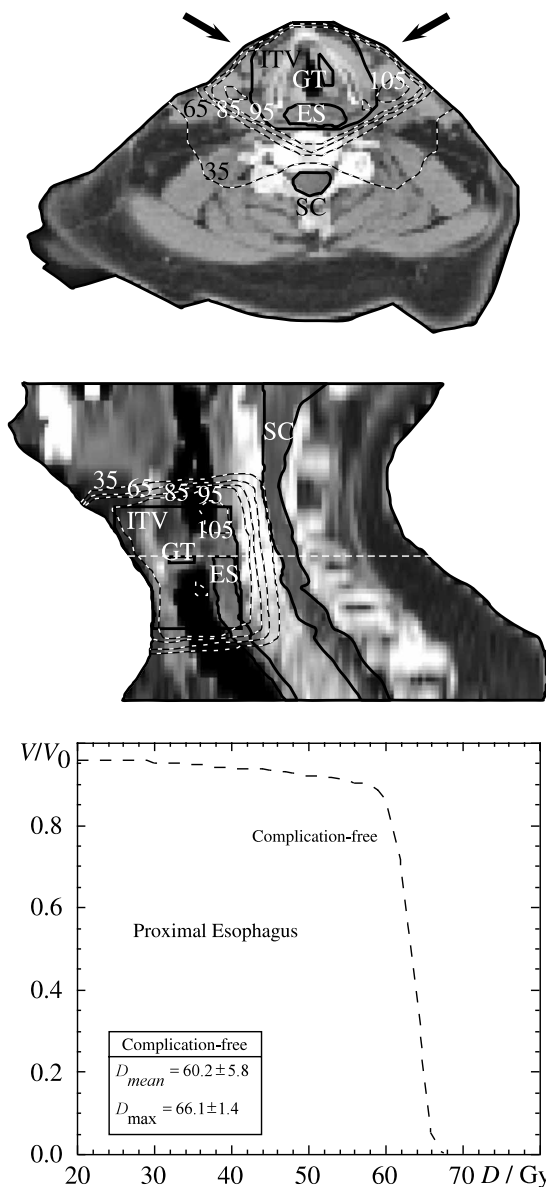 ITV
GT
105
65 85 95 ES
35
SC
SC
35 65 85 95
ITV 105
GT
ES
V/V0
0.8
0.6
0.4
0.2
0.0
Complication-free
Proximal Esophagus
Complication-free
Dmean = 60.2±5.8
Dmax = 66.1±1.4
20 30 40 50 60 70 D / Gy